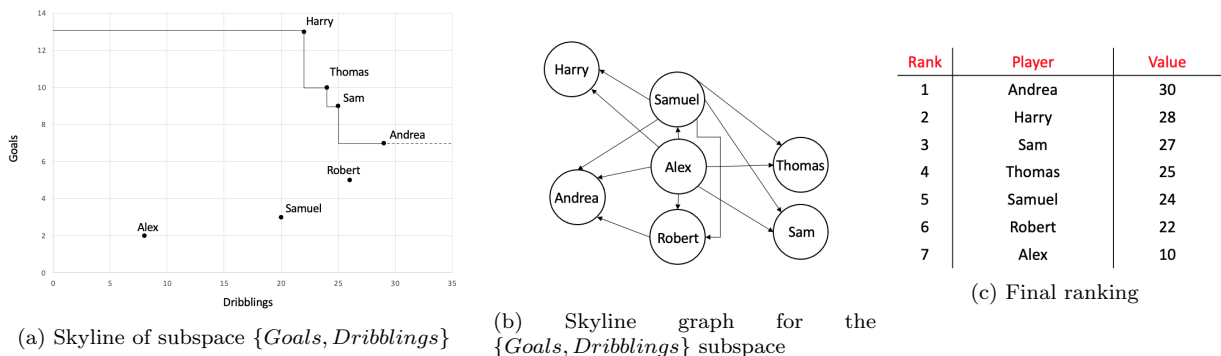 14
12
10
8
6
4
2
0
Goals
0 5 10 15 20 25 30 35
Dribblings
Harry
Thomas
Sam
Andrea
Robert
Samuel
Alex
(a) Skyline of subspace {Goals, Dribblings}
Harry
Samuel
Thomas
Alex
Andrea
Robert
Sam
(b) Skyline graph for the
{Goals, Dribblings} subspace
Rank Player Value
1 Andrea 30
2 Harry 28
3 Sam 27
4 Thomas 25
5 Samuel 24
6 Robert 22
7 Alex 10
(c) Final ranking